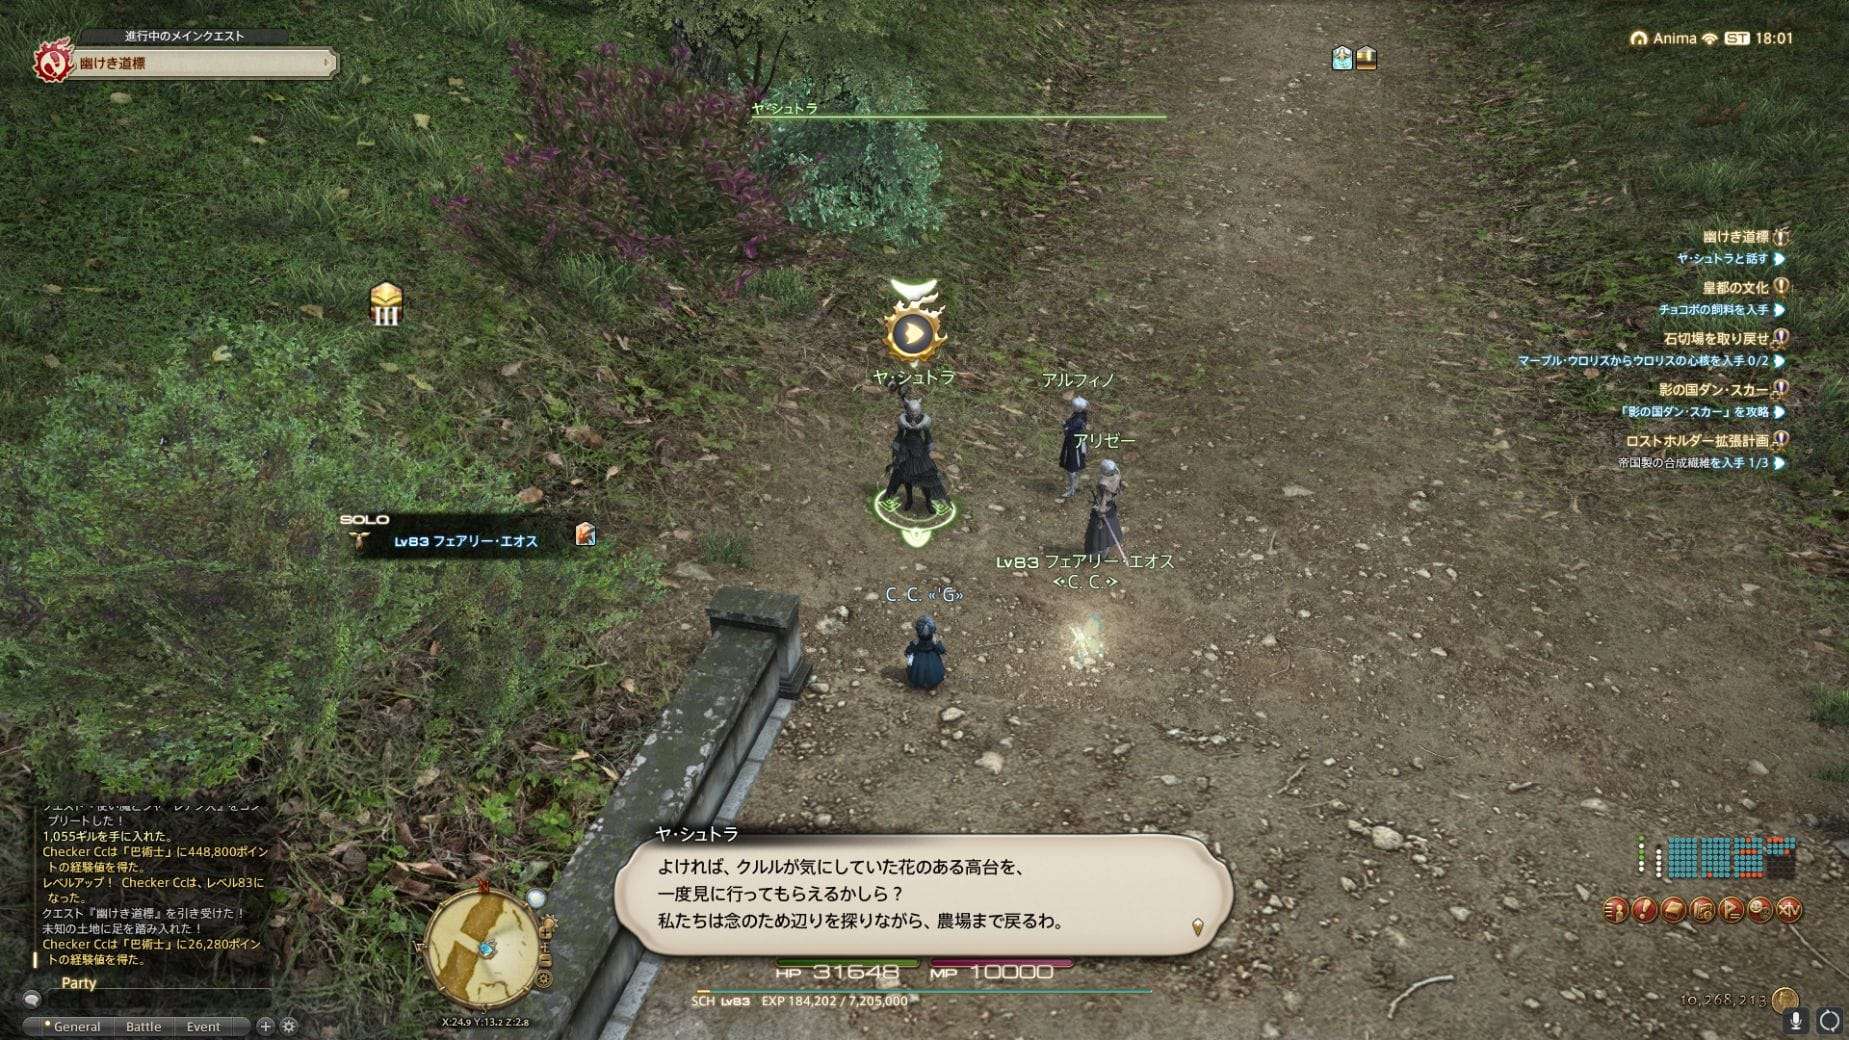 進行中のメインクエスト
幽けき道標
Anima ST 18:01
ヤ・シュトラ
幽けき道標
ヤ・シュトラと話す
皇都の文化
チョコボの飼料を入手
石切場を取り戻せ
マーブル・ウロリズからウロリスの心核を入手 0/2
影の国ダン・スカー
「影の国ダン・スカー」を攻略
ロストホルダー拡張計画
帝国製の合成繊維を入手 1/3
III
ヤ・シュトラ
アルフィノ
アリゼー
SOLO
Lv83 フェアリー・エオス
Lv83 フェアリー・エオス
C. C.
C. C. «'G»
プリートした！
1,055ギルを手に入れた。
Checker Ccは「巴術士」に448,800ポイン
トの経験値を得た。
レベルアップ！ Checker Ccは、レベル83に
なった。
クエスト『幽けき道標』を引き受けた！
未知の土地に足を踏み入れた！
Checker Ccは「巴術士」に26,280ポイン
トの経験値を得た。
Party
General Battle Event
X:24.9 Y:13.2 Z:2.8
ヤ・シュトラ
よければ、クルルが気にしていた花のある高台を、
一度見に行ってもらえるかしら？
私たちは念のため辺りを探りながら、農場まで戻るわ。
HP 31648 MP 10000
SCH Lv83 EXP 184,202 / 7,205,000
XIV
10,268,213